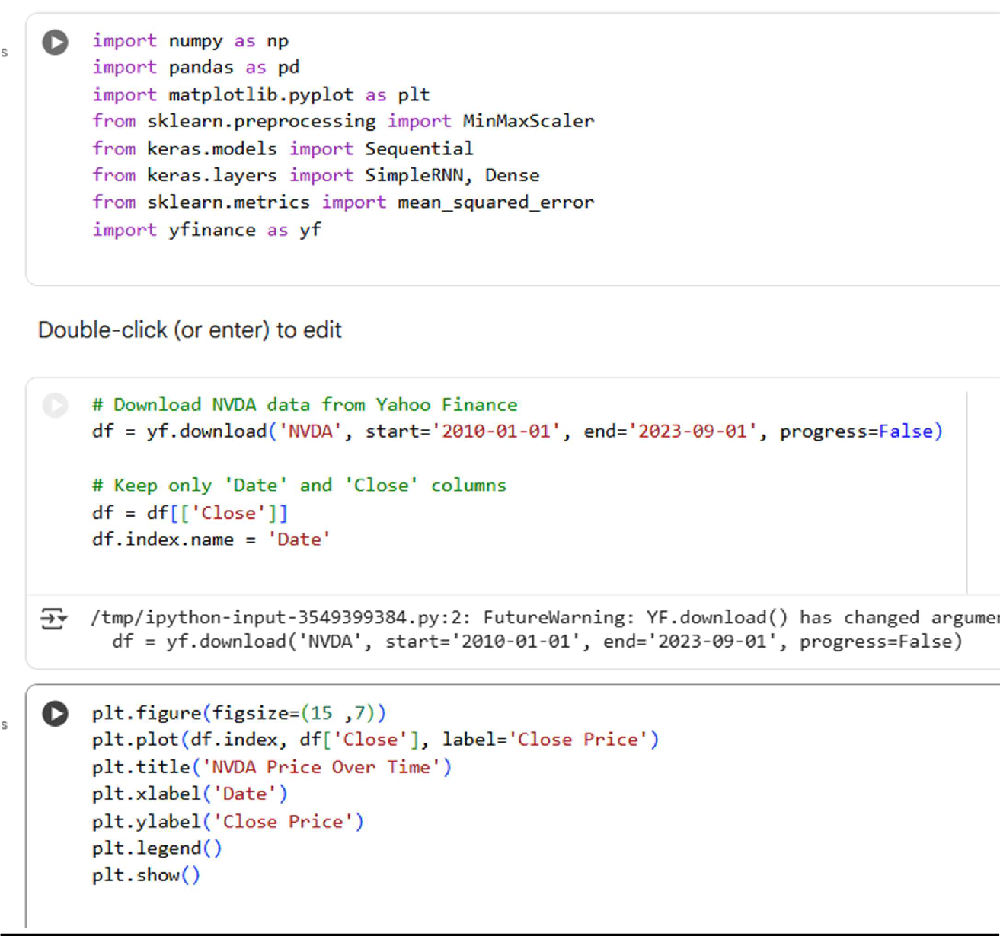 s
import numpy as np
import pandas as pd
import matplotlib.pyplot as plt
from sklearn.preprocessing import MinMaxScaler
from keras.models import Sequential
from keras.layers import SimpleRNN, Dense
from sklearn.metrics import mean_squared_error
import yfinance as yf
Double-click (or enter) to edit
# Download NVDA data from Yahoo Finance
df = yf.download('NVDA', start='2010-01-01', end='2023-09-01', progress=False)
# Keep only 'Date' and 'Close' columns
df = df[['Close']]
df.index.name = 'Date'
/tmp/ipython-input-3549399384.py:2: FutureWarning: YF.download() has changed argumen
df = yf.download('NVDA', start='2010-01-01', end='2023-09-01', progress=False)
s
plt.figure(figsize=(15 ,7))
plt.plot(df.index, df['Close'], label='Close Price')
plt.title('NVDA Price Over Time')
plt.xlabel('Date')
plt.ylabel('Close Price')
plt.legend()
plt.show()